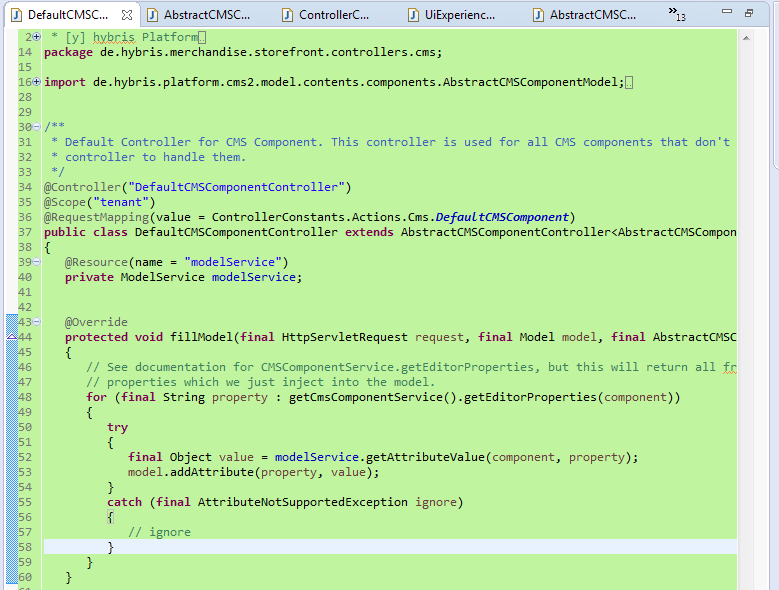 DefaultCMSC... AbstractCMSC... ControllerC... UiExperienc... AbstractCMSC... »13
2 * [y] hybris Platform
14 package de.hybris.merchandise.storefront.controllers.cms;
15
16 import de.hybris.platform.cms2.model.contents.components.AbstractCMSComponentModel;
28
29
30 /**
31 * Default Controller for CMS Component. This controller is used for all CMS components that don't
32 * controller to handle them.
33 */
34 @Controller("DefaultCMSComponentController")
35 @Scope("tenant")
36 @RequestMapping(value = ControllerConstants.Actions.Cms.DefaultCMSComponent)
37 public class DefaultCMSComponentController extends AbstractCMSComponentController<AbstractCMSCompon
38 {
39 @Resource(name = "modelService")
40 private ModelService modelService;
41
42
43 @Override
44 protected void fillModel(final HttpServletRequest request, final Model model, final AbstractCMSC
45 {
46 // See documentation for CMSComponentService.getEditorProperties, but this will return all fr
47 // properties which we just inject into the model.
48 for (final String property : getCmsComponentService().getEditorProperties(component))
49 {
50 try
51 {
52 final Object value = modelService.getAttributeValue(component, property);
53 model.addAttribute(property, value);
54 }
55 catch (final AttributeNotSupportedException ignore)
56 {
57 // ignore
58 }
59 }
60 }